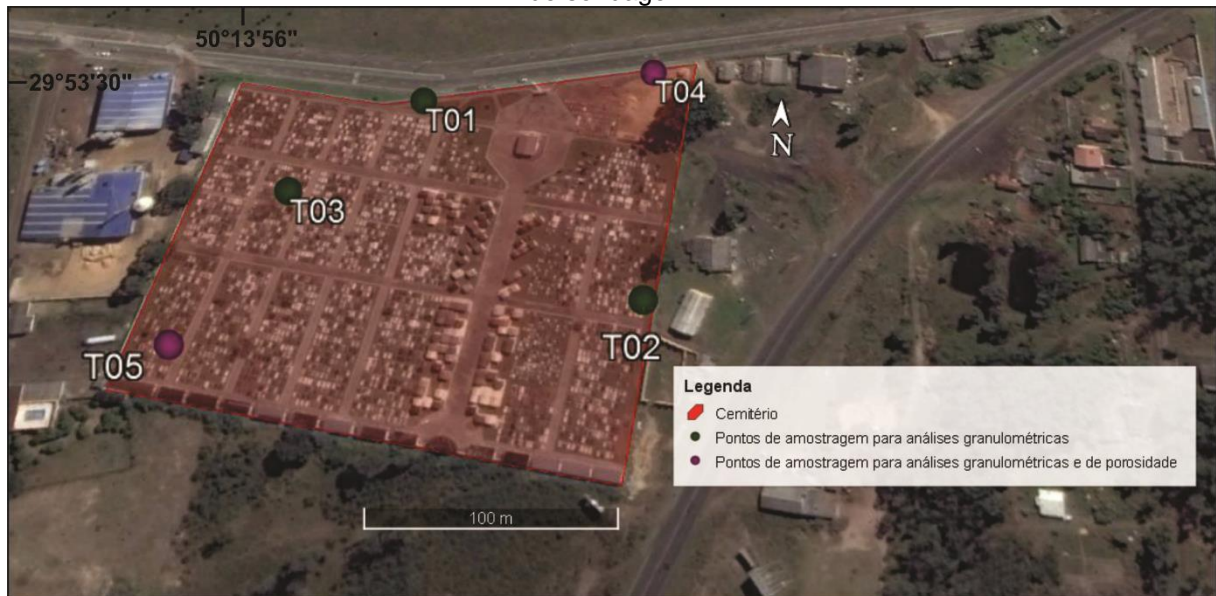 50°13'56"
29°53'30"
T01
T04
N
T03
T02
T05
Legenda
Cemitério
Pontos de amostragem para análises granulométricas
Pontos de amostragem para análises granulométricas e de porosidade
100 m